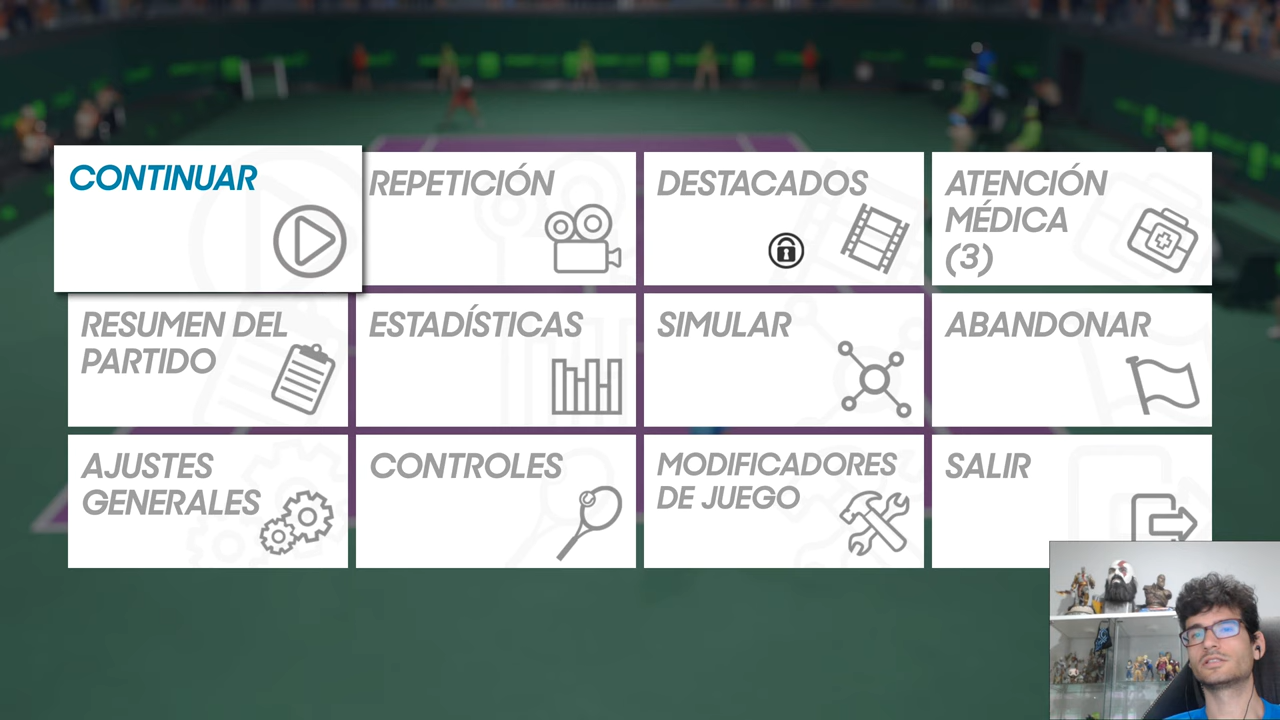 CONTINUAR
REPETICIÓN
DESTACADOS
ATENCIÓN
MÉDICA
(3)
RESUMEN DEL
PARTIDO
ESTADÍSTICAS
SIMULAR
ABANDONAR
AJUSTES
GENERALES
CONTROLES
MODIFICADORES
DE JUEGO
SALIR